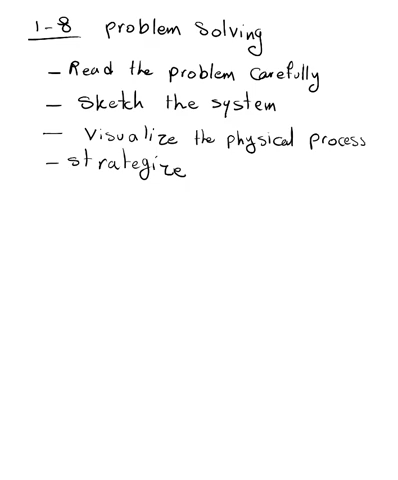 1-8 problem solving
- Read the problem carefully
- sketch the system
- visualize the physical process
- strategize